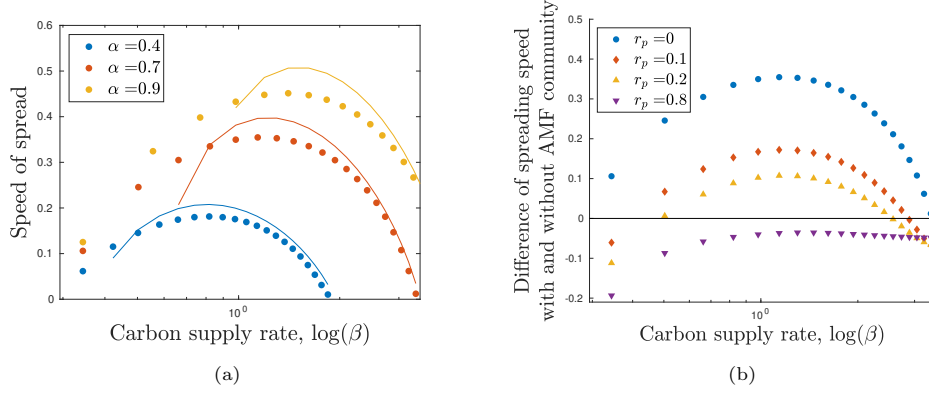 0.6
0.5
0.4
0.3
0.2
0.1
0
10^0
α =0.4
α =0.7
α =0.9
Speed of spread
Carbon supply rate, log(β)
(a)
0.5
0.4
0.3
0.2
0.1
0
-0.1
-0.2
10^0
r_p =0
r_p =0.1
r_p =0.2
r_p =0.8
Difference of spreading speed
with and without AMF community
Carbon supply rate, log(β)
(b)